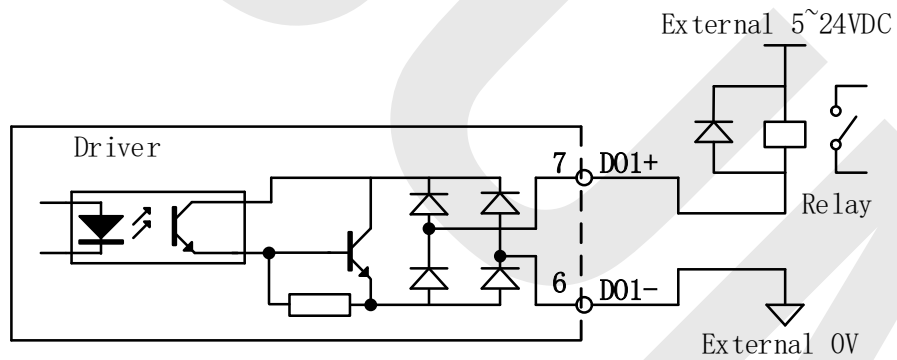 External 5~24VDC
Driver
7 DO1+
Relay
6 DO1-
External 0V